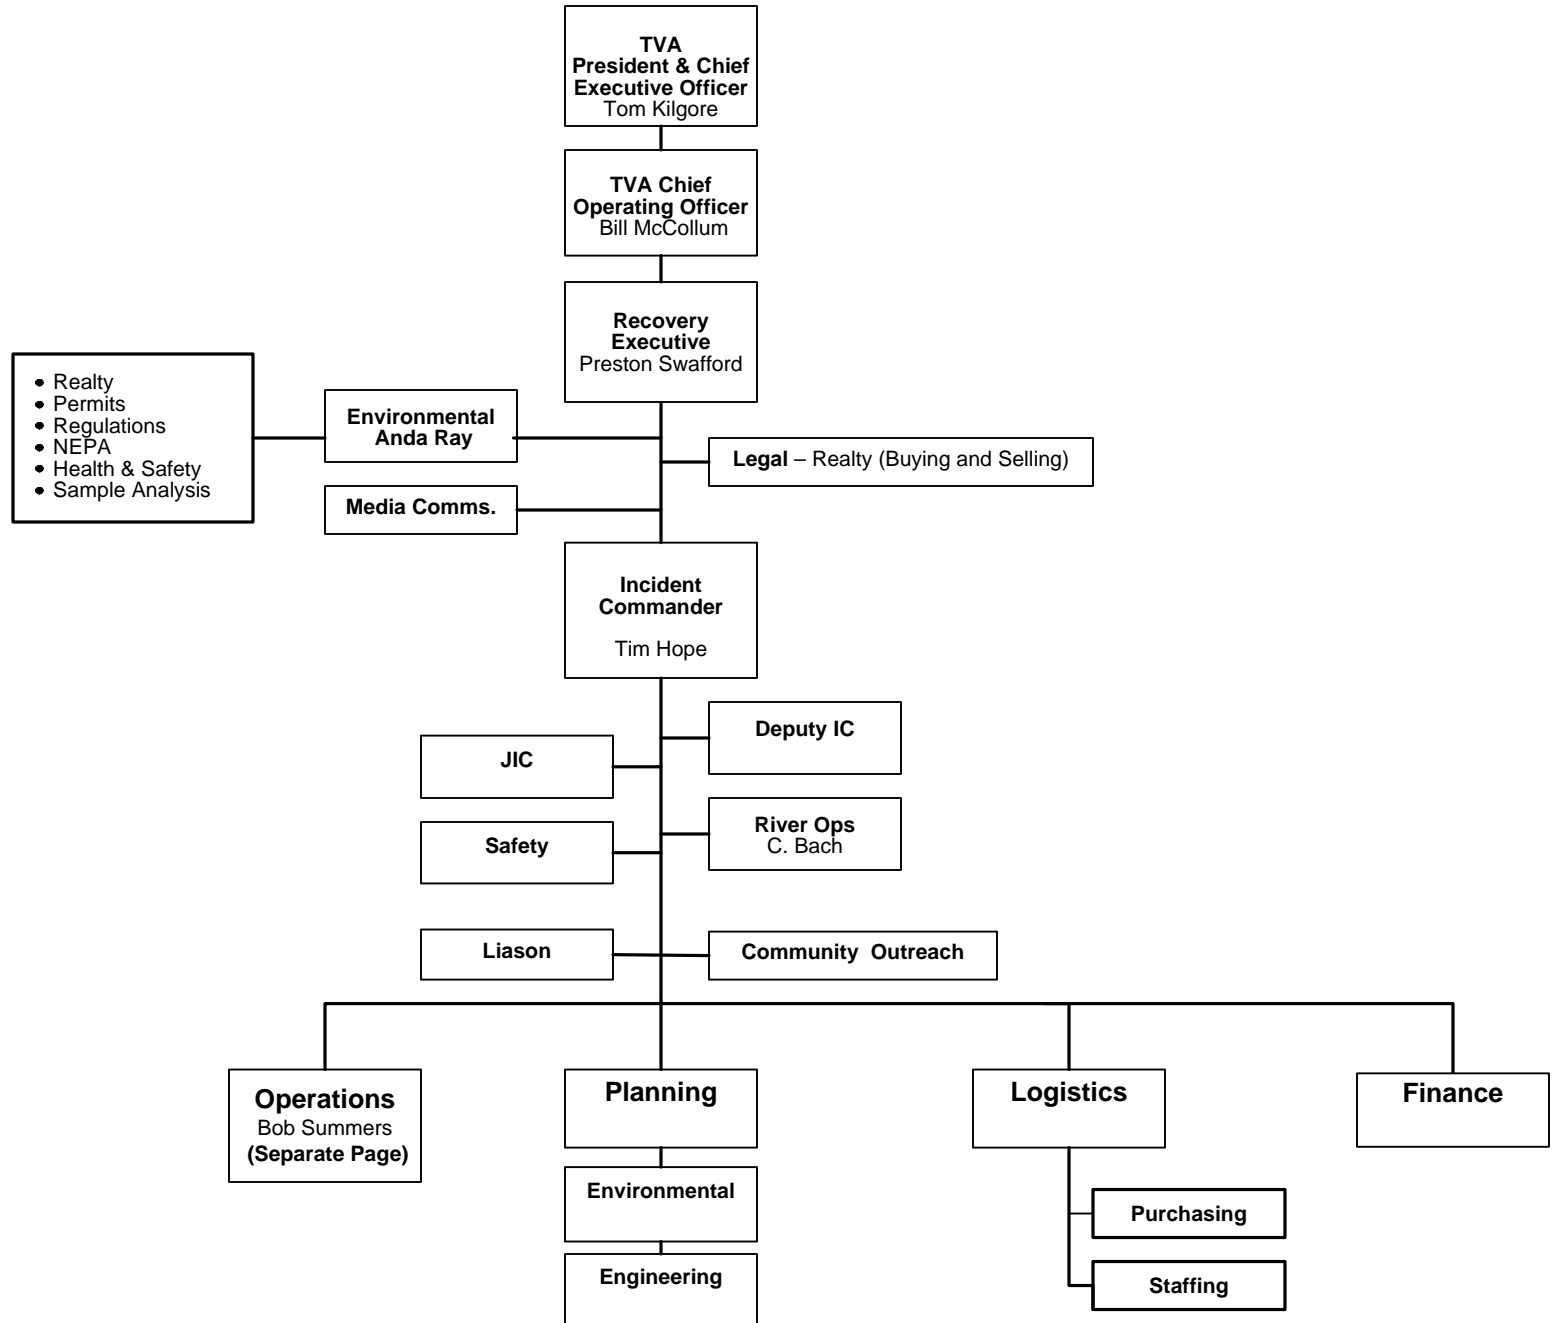 TVA
President & Chief
Executive Officer
Tom Kilgore
TVA Chief
Operating Officer
Bill McCollum
Recovery
Executive
Preston Swafford
• Realty
• Permits
• Regulations
• NEPA
• Health & Safety
• Sample Analysis
Environmental
Anda Ray
Legal – Realty (Buying and Selling)
Media Comms.
Incident
Commander
Tim Hope
Deputy IC
JIC
River Ops
C. Bach
Safety
Liason
Community Outreach
Operations
Bob Summers
(Separate Page)
Planning
Logistics
Finance
Environmental
Purchasing
Engineering
Staffing